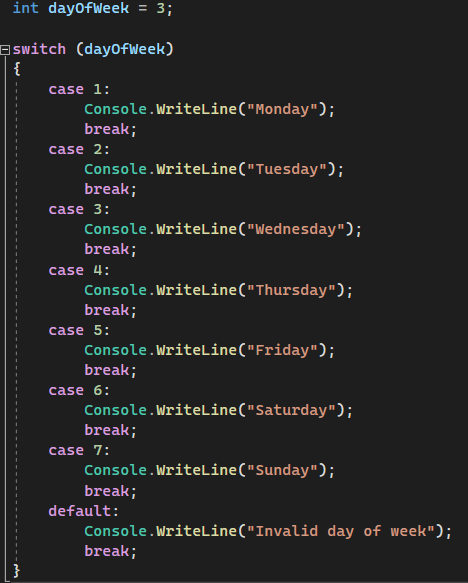 int dayOfWeek = 3;
switch (dayOfWeek)
{
case 1:
Console.WriteLine("Monday");
break;
case 2:
Console.WriteLine("Tuesday");
break;
case 3:
Console.WriteLine("Wednesday");
break;
case 4:
Console.WriteLine("Thursday");
break;
case 5:
Console.WriteLine("Friday");
break;
case 6:
Console.WriteLine("Saturday");
break;
case 7:
Console.WriteLine("Sunday");
break;
default:
Console.WriteLine("Invalid day of week");
break;
}